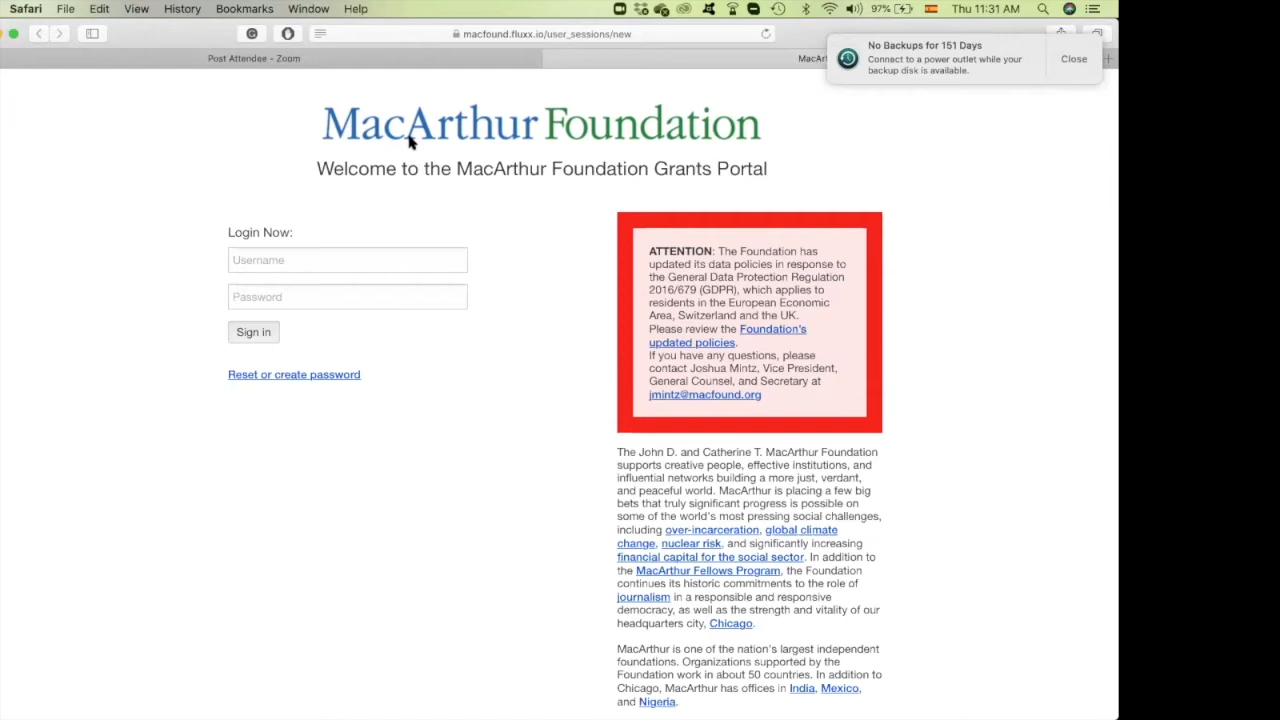 Safari File Edit View History Bookmarks Window Help 97% Thu 11:31 AM
macfound.fluxx.io/user_sessions/new
Post Attendee - Zoom
MacArt
No Backups for 151 Days
Connect to a power outlet while your
backup disk is available.
Close
MacArthur Foundation
Welcome to the MacArthur Foundation Grants Portal
Login Now:
Username
Password
Sign in
Reset or create password
ATTENTION: The Foundation has
updated its data policies in response to
the General Data Protection Regulation
2016/679 (GDPR), which applies to
residents in the European Economic
Area, Switzerland and the UK.
Please review the Foundation's
updated policies.
If you have any questions, please
contact Joshua Mintz, Vice President,
General Counsel, and Secretary at
jmintz@macfound.org
The John D. and Catherine T. MacArthur Foundation
supports creative people, effective institutions, and
influential networks building a more just, verdant,
and peaceful world. MacArthur is placing a few big
bets that truly significant progress is possible on
some of the world's most pressing social challenges,
including over-incarceration, global climate
change, nuclear risk, and significantly increasing
financial capital for the social sector. In addition to
the MacArthur Fellows Program, the Foundation
continues its historic commitments to the role of
journalism in a responsible and responsive
democracy, as well as the strength and vitality of our
headquarters city, Chicago.
MacArthur is one of the nation's largest independent
foundations. Organizations supported by the
Foundation work in about 50 countries. In addition to
Chicago, MacArthur has offices in India, Mexico,
and Nigeria.